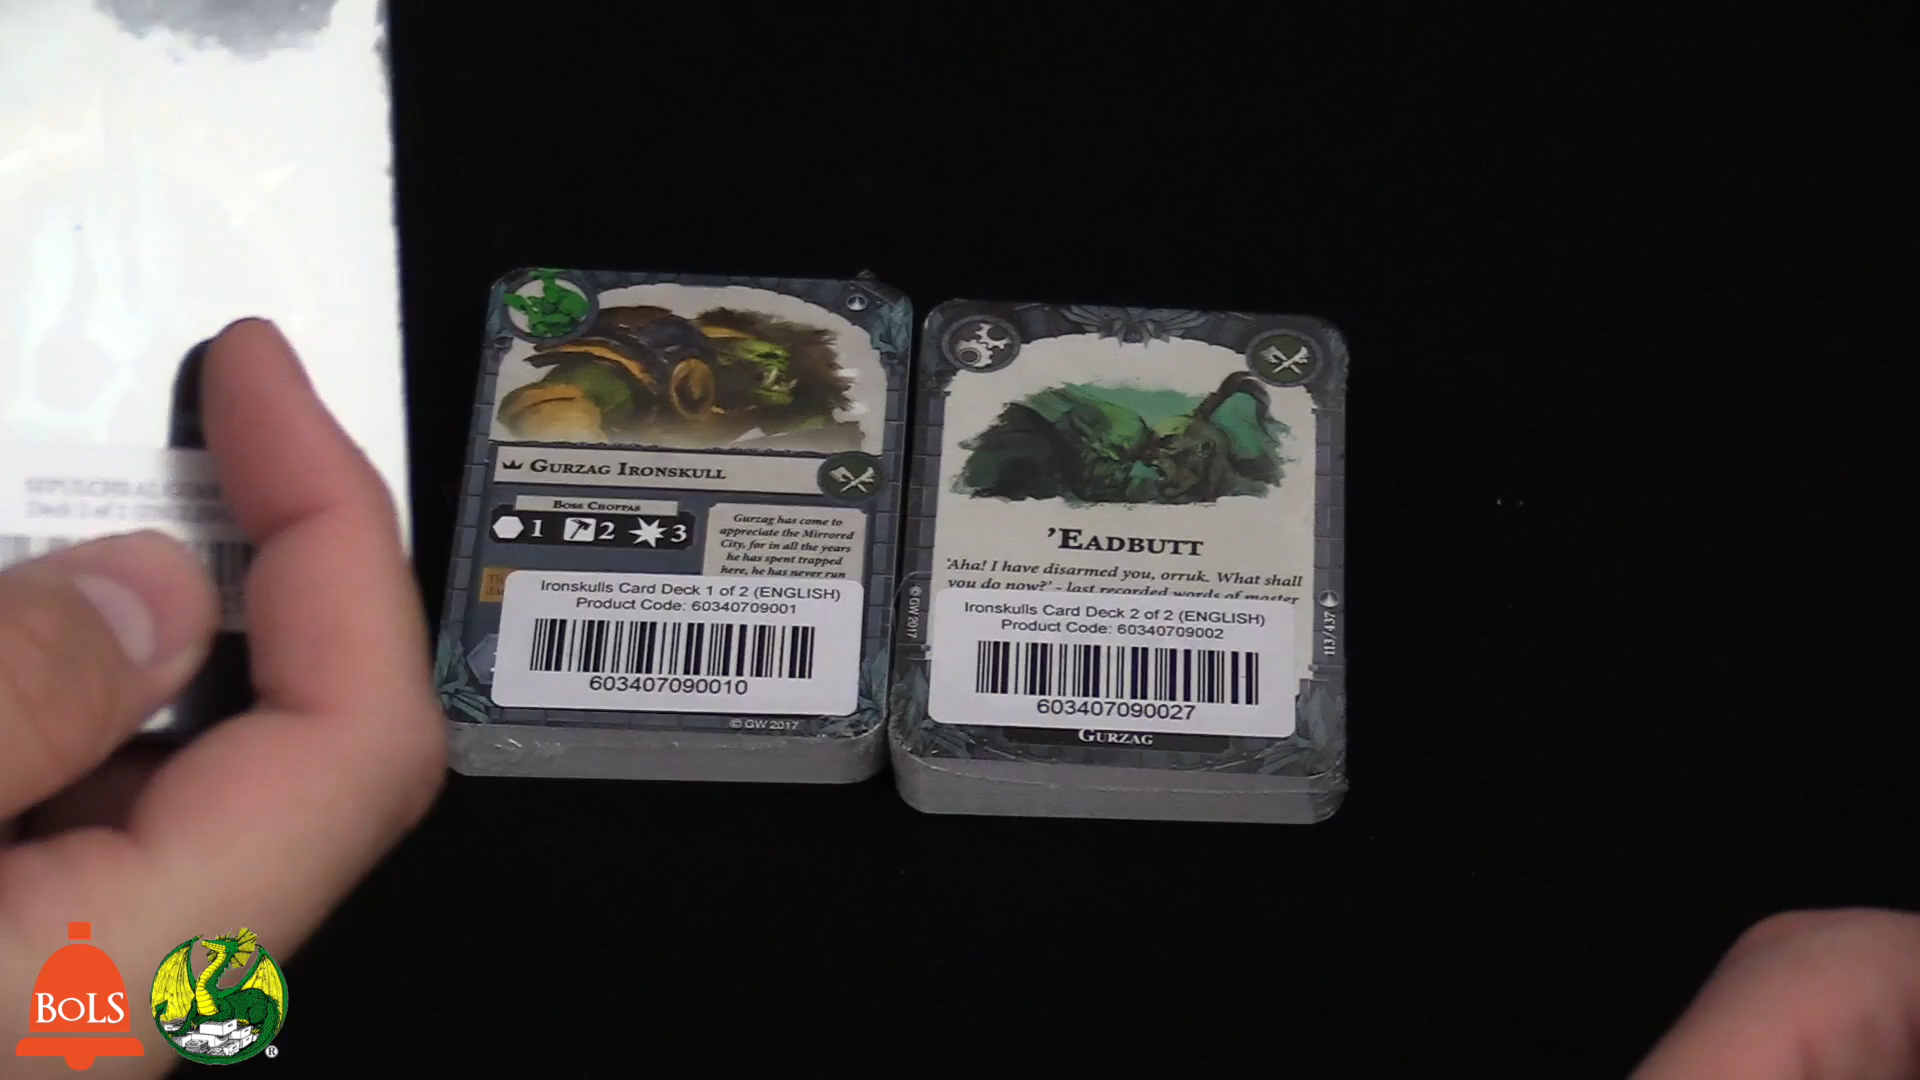 Gurzag Ironskull
Boss Choppas
1 2 3
Gurzag has come to
appreciate the Mirrored
City, for in all the years
he has spent trapped
here, he has never run
Ironskulls Card Deck 1 of 2 (ENGLISH)
Product Code: 60340709001
603407090010
© GW 2017
'Eadbutt
'Aha! I have disarmed you, orruk. What shall
you do now?' - last recorded words of master
Ironskulls Card Deck 2 of 2 (ENGLISH)
Product Code: 60340709002
603407090027
Gurzag
© GW 2017
113/437
BoLS
®